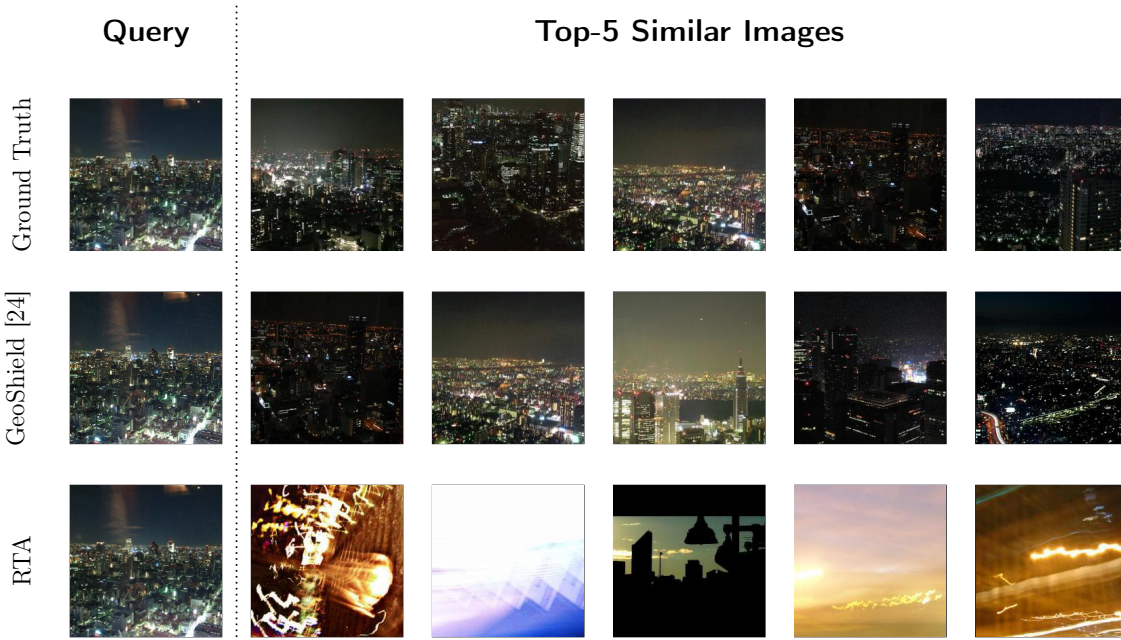 Query
Top-5 Similar Images
Ground Truth
GeoShield [24]
RTA